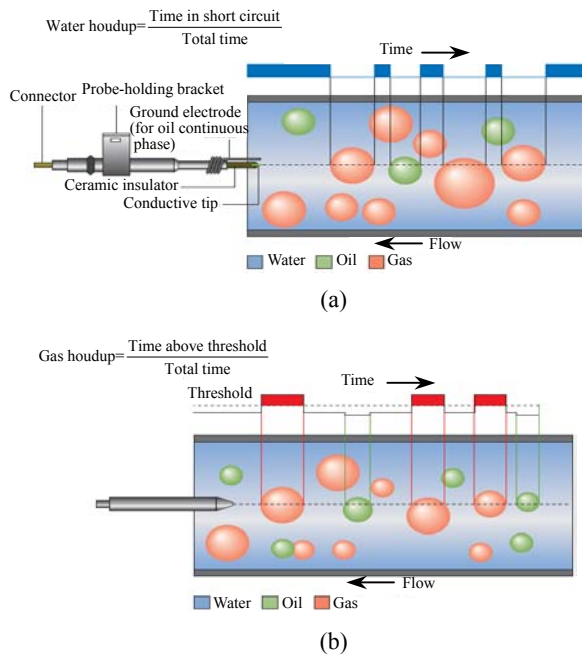 Water houdup= Time in short circuit
Total time
Time
Probe-holding bracket
Connector
Ground electrode
(for oil continuous
phase)
Ceramic insulator
Conductive tip
Flow
Water Oil Gas
(a)
Gas houdup= Time above threshold
Total time
Threshold
Time
Flow
Water Oil Gas
(b)